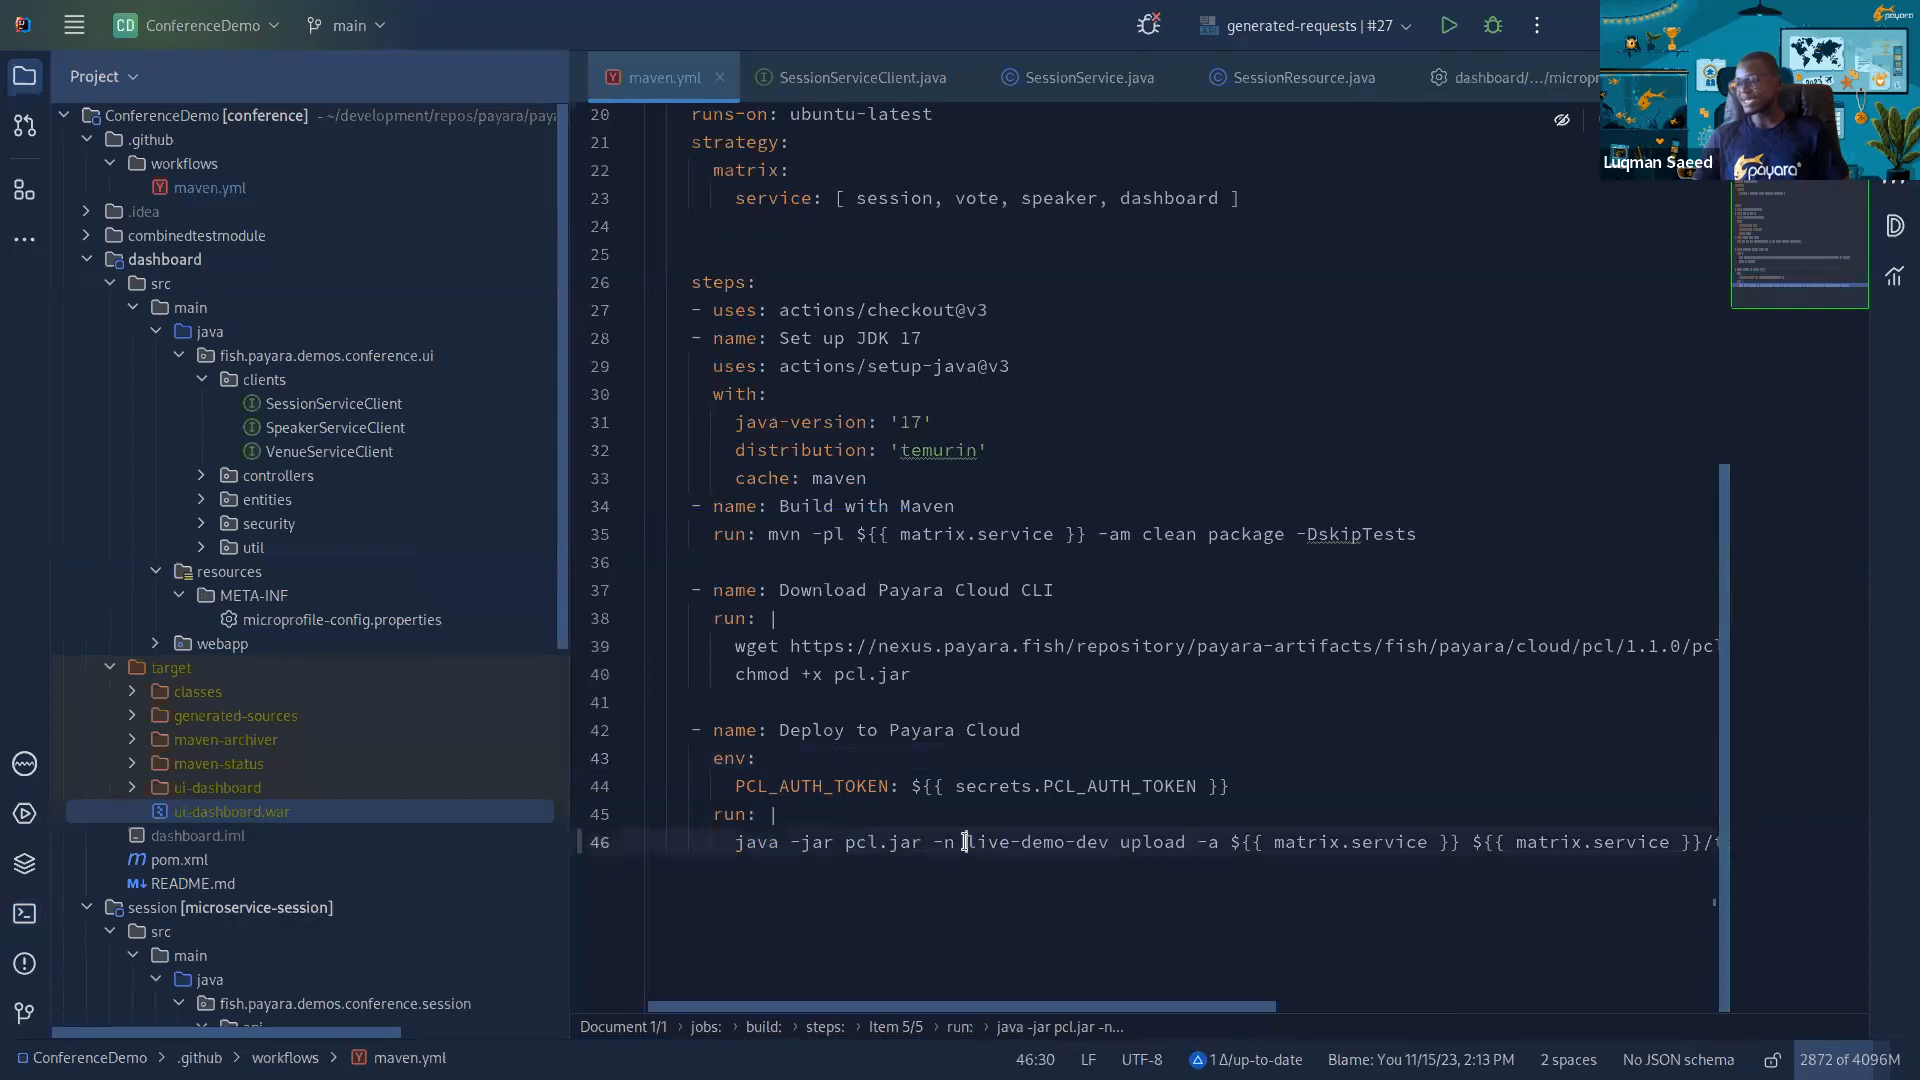 CD ConferenceDemo
main
generated-requests | #27
payara
Project
maven.yml
SessionServiceClient.java
SessionService.java
SessionResource.java
dashboard/…/microp
ConferenceDemo [conference] - ~/development/repos/payara/paya
.github
workflows
maven.yml
.idea
combinedtestmodule
dashboard
src
main
java
fish.payara.demos.conference.ui
clients
SessionServiceClient
SpeakerServiceClient
VenueServiceClient
controllers
entities
security
util
resources
META-INF
microprofile-config.properties
webapp
target
classes
generated-sources
maven-archiver
maven-status
ui-dashboard
ui-dashboard.war
dashboard.iml
pom.xml
README.md
session [microservice-session]
src
main
java
fish.payara.demos.conference.session
api
20 runs-on: ubuntu-latest
21 strategy:
22 matrix:
23 service: [ session, vote, speaker, dashboard ]
24
25
26 steps:
27 - uses: actions/checkout@v3
28 - name: Set up JDK 17
29 uses: actions/setup-java@v3
30 with:
31 java-version: '17'
32 distribution: 'temurin'
33 cache: maven
34 - name: Build with Maven
35 run: mvn -pl ${{ matrix.service }} -am clean package -DskipTests
36
37 - name: Download Payara Cloud CLI
38 run: |
39 wget https://nexus.payara.fish/repository/payara-artifacts/fish/payara/cloud/pcl/1.1.0/pcl
40 chmod +x pcl.jar
41
42 - name: Deploy to Payara Cloud
43 env:
44 PCL_AUTH_TOKEN: ${{ secrets.PCL_AUTH_TOKEN }}
45 run: |
46 java -jar pcl.jar -n live-demo-dev upload -a ${{ matrix.service }} ${{ matrix.service }}/t
Luqman Saeed
payara
Document 1/1 › jobs: › build: › steps: › Item 5/5 › run: › java -jar pcl.jar -n...
ConferenceDemo › .github › workflows › maven.yml
46:30 LF UTF-8 1 Δ/up-to-date Blame: You 11/15/23, 2:13 PM 2 spaces No JSON schema 2872 of 4096M